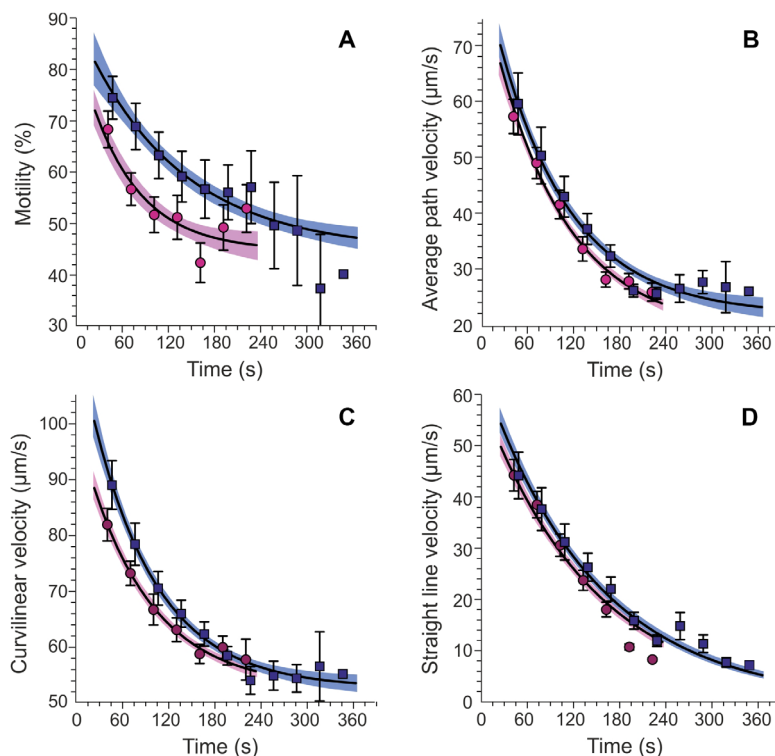 A
Motility (%)
90
80
70
60
50
40
30
0 60 120 180 240 300 360
Time (s)
B
Average path velocity (µm/s)
70
60
50
40
30
20
0 60 120 180 240 300 360
Time (s)
C
Curvilinear velocity (µm/s)
100
90
80
70
60
50
0 60 120 180 240 300 360
Time (s)
D
Straight line velocity (µm/s)
60
50
40
30
20
10
0
0 60 120 180 240 300 360
Time (s)